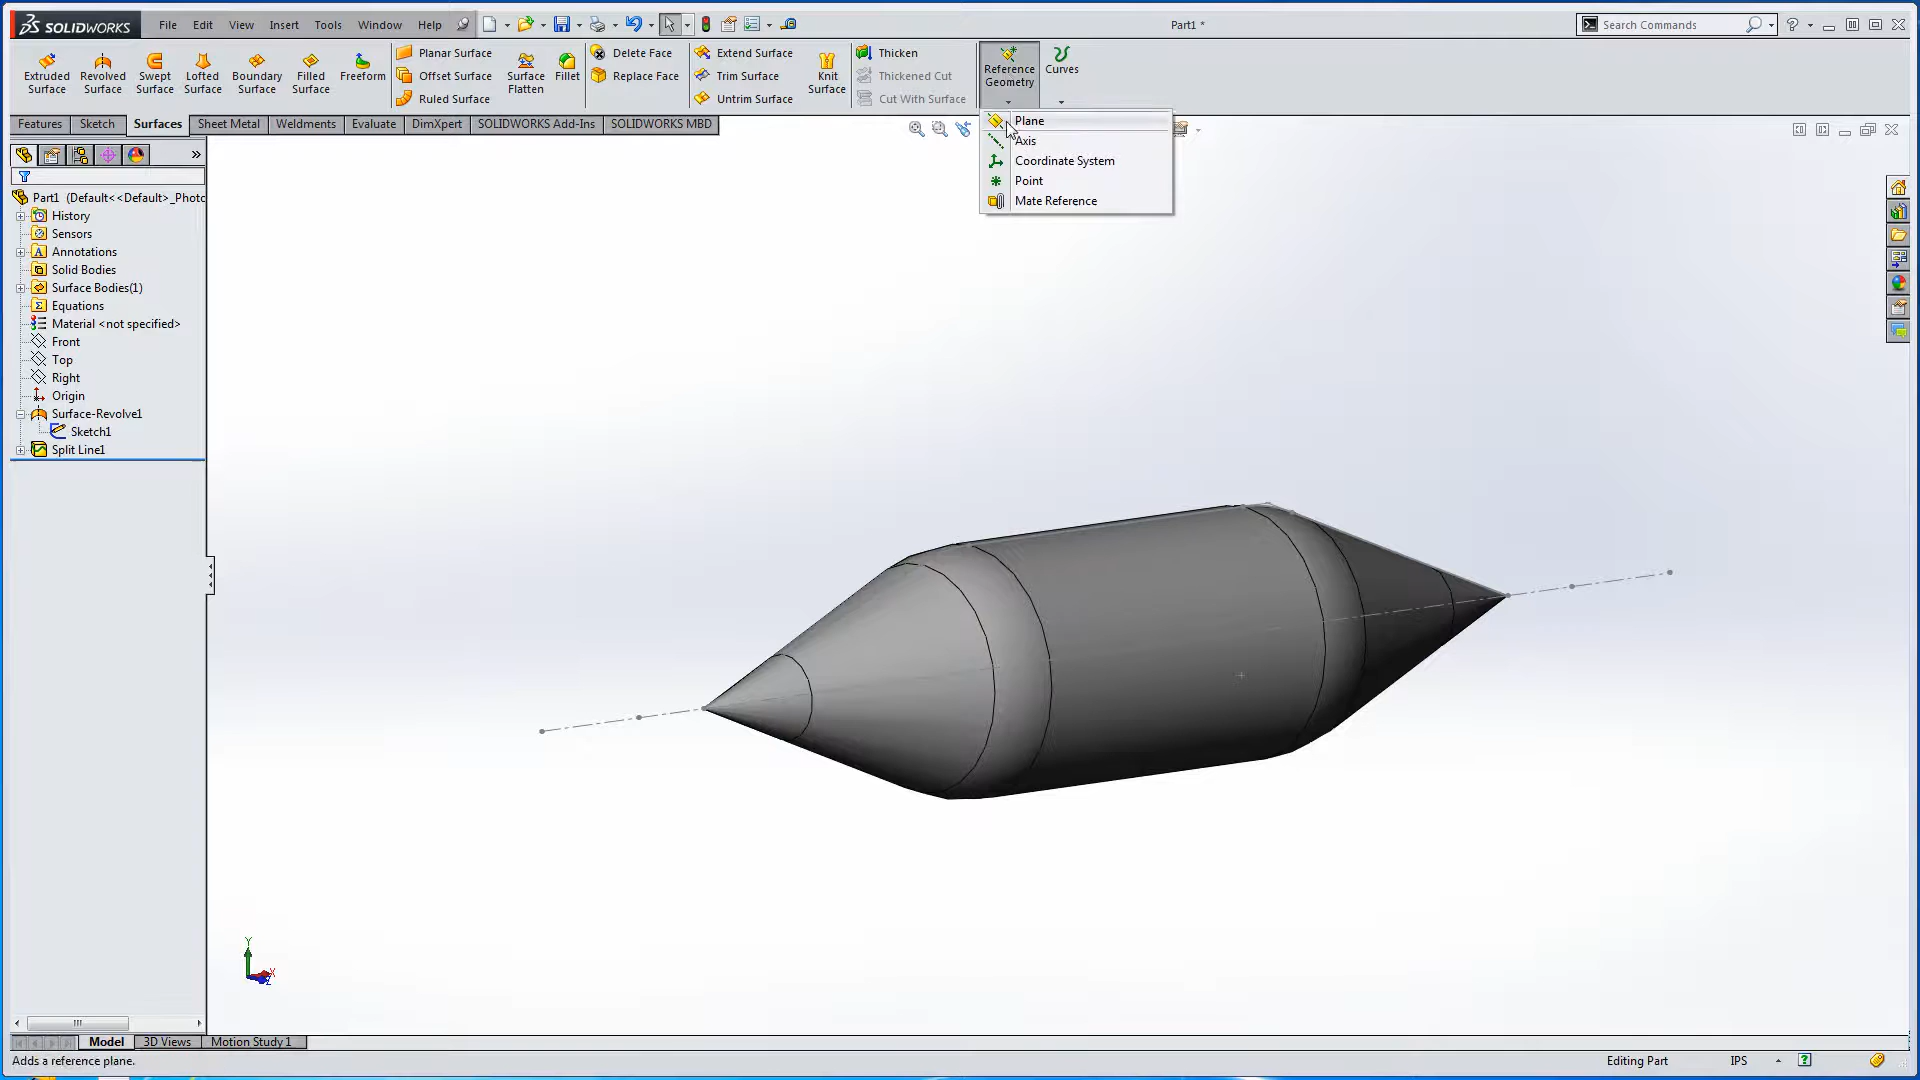 SOLIDWORKS File Edit View Insert Tools Window Help Part1 * Search Commands
Extruded Surface
Revolved Surface
Swept Surface
Lofted Surface
Boundary Surface
Filled Surface
Freeform
Planar Surface
Offset Surface
Ruled Surface
Surface Flatten
Fillet
Delete Face
Replace Face
Extend Surface
Trim Surface
Untrim Surface
Knit Surface
Thicken
Thickened Cut
Cut With Surface
Reference Geometry
Curves
Features Sketch Surfaces Sheet Metal Weldments Evaluate DimXpert SOLIDWORKS Add-Ins SOLIDWORKS MBD
Plane
Axis
Coordinate System
Point
Mate Reference
Part1 (Default<<Default>_Photo
History
Sensors
Annotations
Solid Bodies
Surface Bodies(1)
Equations
Material <not specified>
Front
Top
Right
Origin
Surface-Revolve1
Sketch1
Split Line1
Y
X
Z
Model 3D Views Motion Study 1
Adds a reference plane. Editing Part IPS